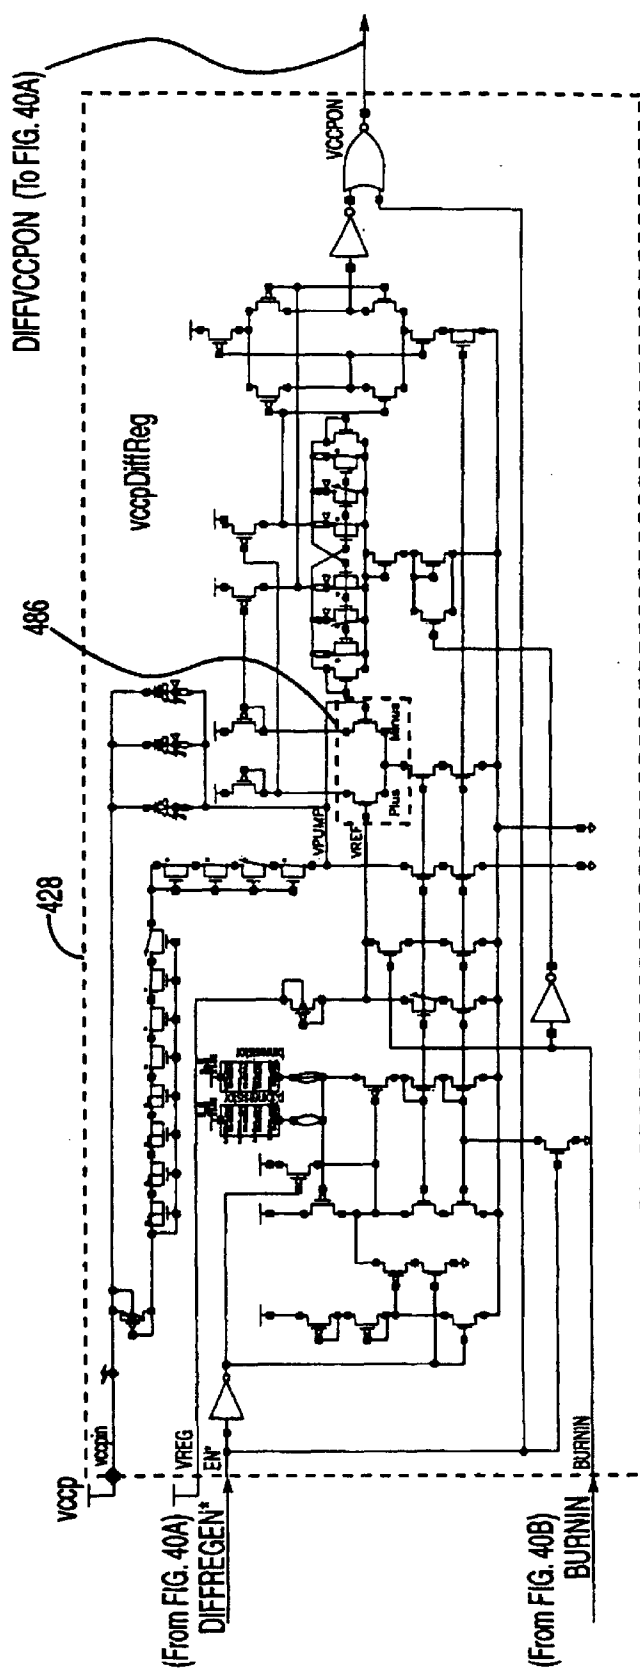 DIFFVCCPON (To FIG. 40A)
VCCPON
vccpDiffReg
486
428
VPUMP
VREF
Plus
Minus
vccp
vccpin
VREG
EN*
(From FIG. 40A)
DIFFREGEN*
(From FIG. 40B)
BURNIN
BURNIN